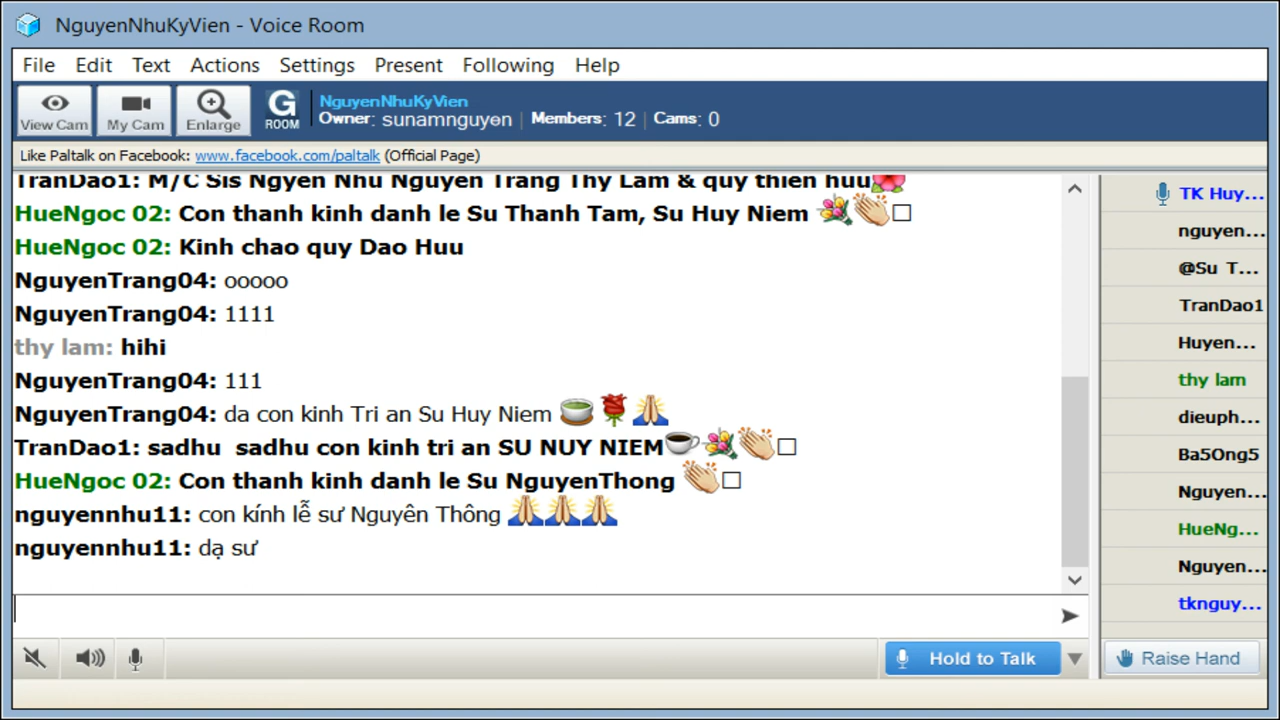 NguyenNhuKyVien - Voice Room
File Edit Text Actions Settings Present Following Help
View Cam My Cam Enlarge G ROOM
NguyenNhuKyVien
Owner: sunamnguyen | Members: 12 | Cams: 0
Like Paltalk on Facebook: www.facebook.com/paltalk (Official Page)
TranDao1: M/C Sis Ngyen Nhu Nguyen Trang Thy Lam & quy thien huu
HueNgoc 02: Con thanh kinh danh le Su Thanh Tam, Su Huy Niem
HueNgoc 02: Kinh chao quy Dao Huu
NguyenTrang04: ooooo
NguyenTrang04: 1111
thy lam: hihi
NguyenTrang04: 111
NguyenTrang04: da con kinh Tri an Su Huy Niem
TranDao1: sadhu sadhu con kinh tri an SU NUY NIEM
HueNgoc 02: Con thanh kinh danh le Su NguyenThong
nguyennhu11: con kính lễ sư Nguyên Thông
nguyennhu11: dạ sư
TK Huy...
nguyen...
@Su T...
TranDao1
Huyen...
thy lam
dieuph...
Ba5Ong5
Nguyen...
HueNg...
Nguyen...
tknguy...
Hold to Talk
Raise Hand